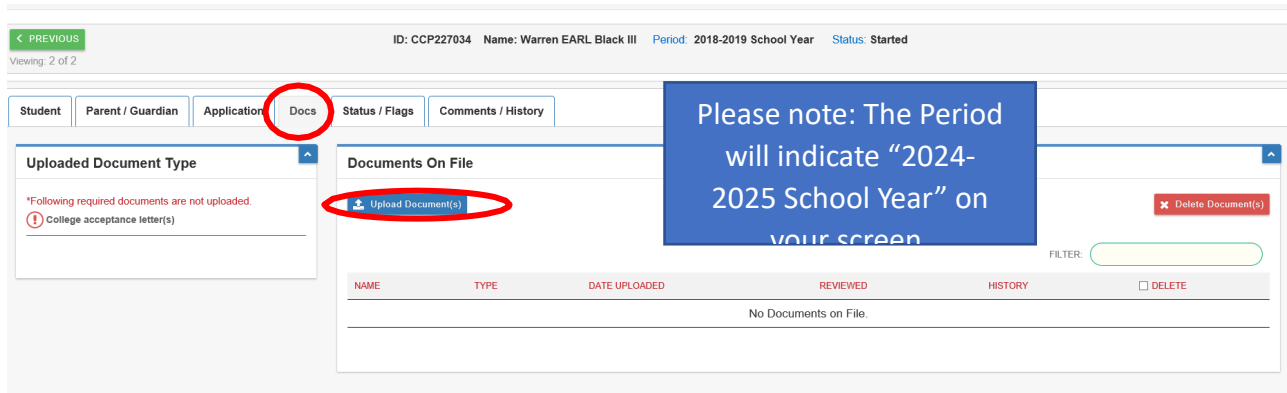 PREVIOUS
ID: CCP227034 Name: Warren EARL Black III Period: 2018-2019 School Year Status: Started
Viewing: 2 of 2
Student Parent / Guardian Application Docs Status / Flags Comments / History
Please note: The Period
will indicate “2024-
2025 School Year” on
your screen
Uploaded Document Type
*Following required documents are not uploaded.
College acceptance letter(s)
Documents On File
Upload Document(s)
Delete Document(s)
FILTER:
NAME TYPE DATE UPLOADED REVIEWED HISTORY DELETE
No Documents on File.